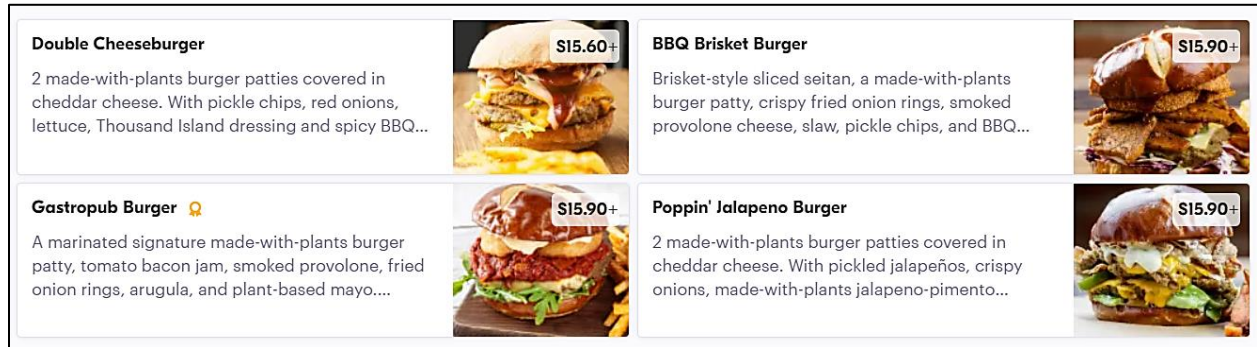 Double Cheeseburger
$15.60+
2 made-with-plants burger patties covered in
cheddar cheese. With pickle chips, red onions,
lettuce, Thousand Island dressing and spicy BBQ...
BBQ Brisket Burger
$15.90+
Brisket-style sliced seitan, a made-with-plants
burger patty, crispy fried onion rings, smoked
provolone cheese, slaw, pickle chips, and BBQ...
Gastropub Burger
$15.90+
A marinated signature made-with-plants burger
patty, tomato bacon jam, smoked provolone, fried
onion rings, arugula, and plant-based mayo....
Poppin' Jalapeno Burger
$15.90+
2 made-with-plants burger patties covered in
cheddar cheese. With pickled jalapeños, crispy
onions, made-with-plants jalapeno-pimento...